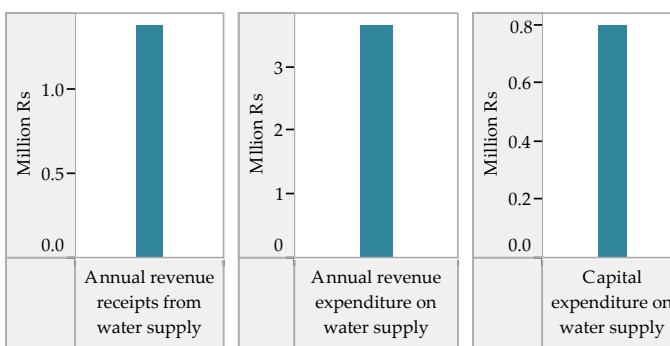 Million Rs
1.0
0.5
0.0
Annual revenue
receipts from
water supply
Mllion Rs
3
2
1
0
Annual revenue
expenditure on
water supply
Million Rs
0.8
0.6
0.4
0.2
0.0
Capital
expenditure on
water supply